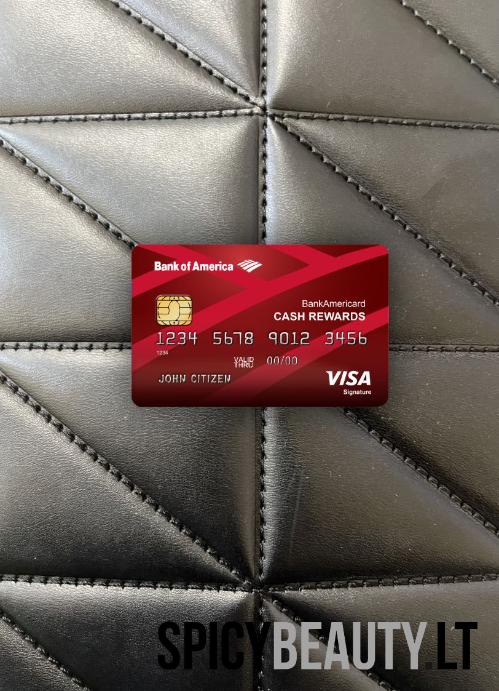 Bank of America
BankAmericard
CASH REWARDS
1234 5678 9012 3456
1234
VALID THRU 00/00
JOHN CITIZEN
VISA
Signature
SPICYBEAUTY.LT